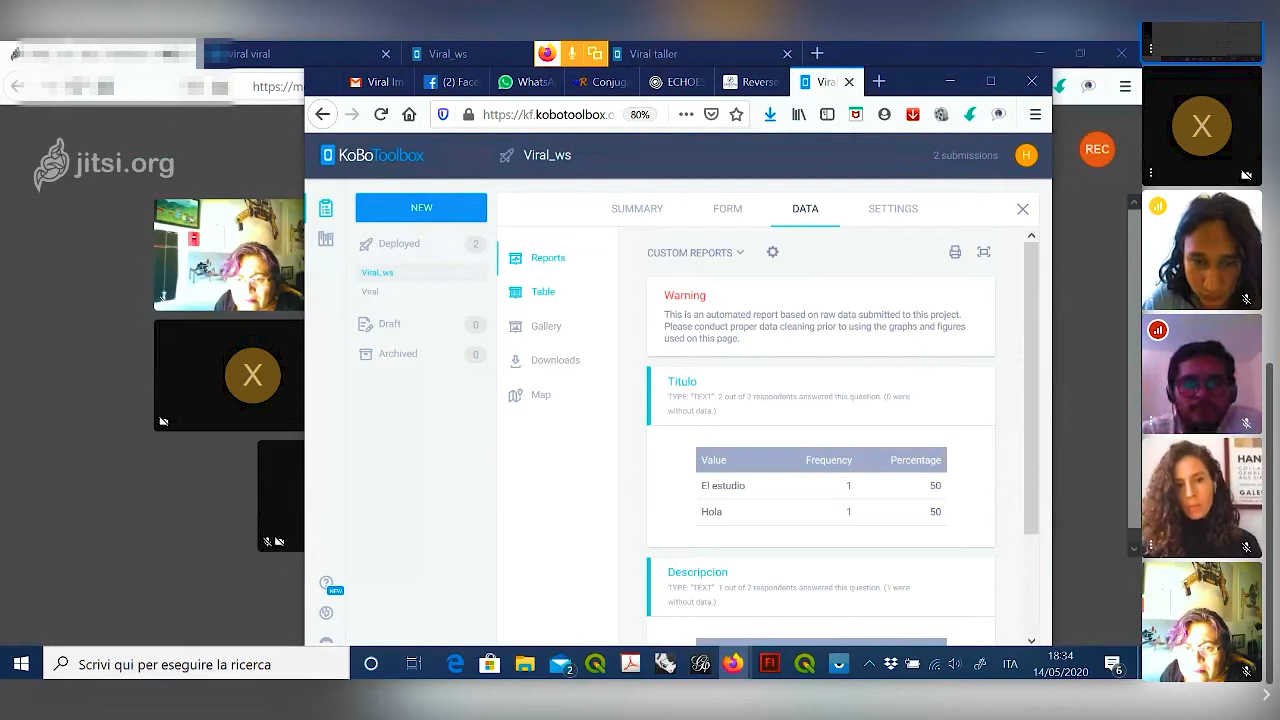 viral viral
Viral_ws
Viral_taller
Viral Im
(2) Face
WhatsA
Conjug
ECHOES
Reverse
Viral
https://m
https://kf.kobotoolbox.o
80%
jitsi.org
KoBoToolbox
Viral_ws
2 submissions
H
REC
X
NEW
SUMMARY
FORM
DATA
SETTINGS
Deployed
2
Viral_ws
Viral
Draft
0
Archived
0
Reports
Table
Gallery
Downloads
Map
CUSTOM REPORTS
Warning
This is an automated report based on raw data submitted to this project.
Please conduct proper data cleaning prior to using the graphs and figures
used on this page.
Titulo
TYPE: "TEXT". 2 out of 2 respondents answered this question. (0 were
without data.)
Value Frequency Percentage
El estudio 1 50
Hola 1 50
Descripcion
TYPE: "TEXT". 1 out of 2 respondents answered this question. (1 were
without data.)
X
NEW
HAN
GALE
Scrivi qui per eseguire la ricerca
2
ITA
18:34
14/05/2020
6